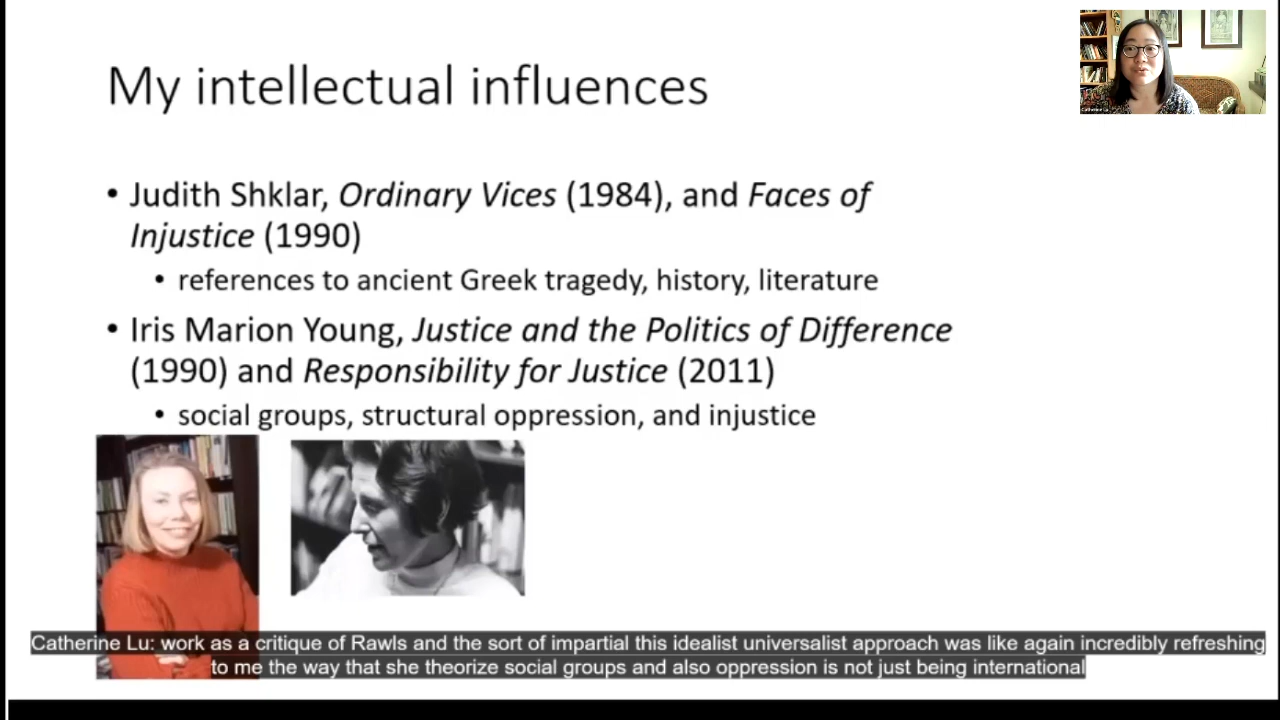 My intellectual influences
• Judith Shklar, Ordinary Vices (1984), and Faces of
Injustice (1990)
• references to ancient Greek tragedy, history, literature
• Iris Marion Young, Justice and the Politics of Difference
(1990) and Responsibility for Justice (2011)
• social groups, structural oppression, and injustice
Catherine Lu: work as a critique of Rawls and the sort of impartial this idealist universalist approach was like again incredibly refreshing
to me the way that she theorize social groups and also oppression is not just being international